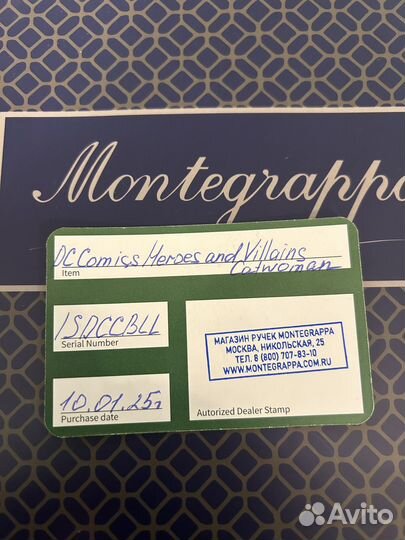 Montegrappa
DC Comiss Heroes and Villains
Catwoman
Item
ISDCCBLL
Serial Number
10.01.25г
Purchase date
МАГАЗИН РУЧЕК MONTEGRAPPA
МОСКВА, НИКОЛЬСКАЯ, 25
ТЕЛ. 8 (800) 707-83-10
WWW.MONTEGRAPPA.COM.RU
Autorized Dealer Stamp
Avito